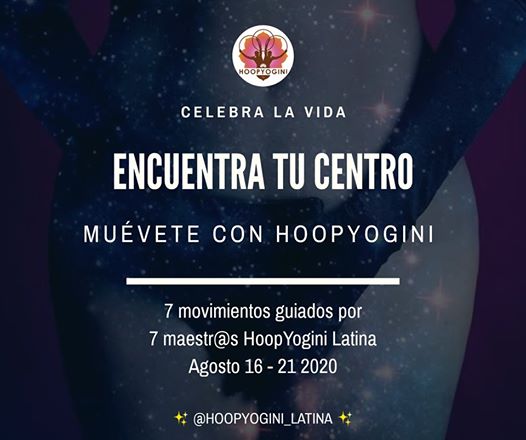 HOOPYOGINI
CELEBRA LA VIDA
ENCUENTRA TU CENTRO
MUÉVETE CON HOOPYOGINI
7 movimientos guiados por
7 maestr@s HoopYogini Latina
Agosto 16 - 21 2020
✨ @HOOPYOGINI_LATINA ✨